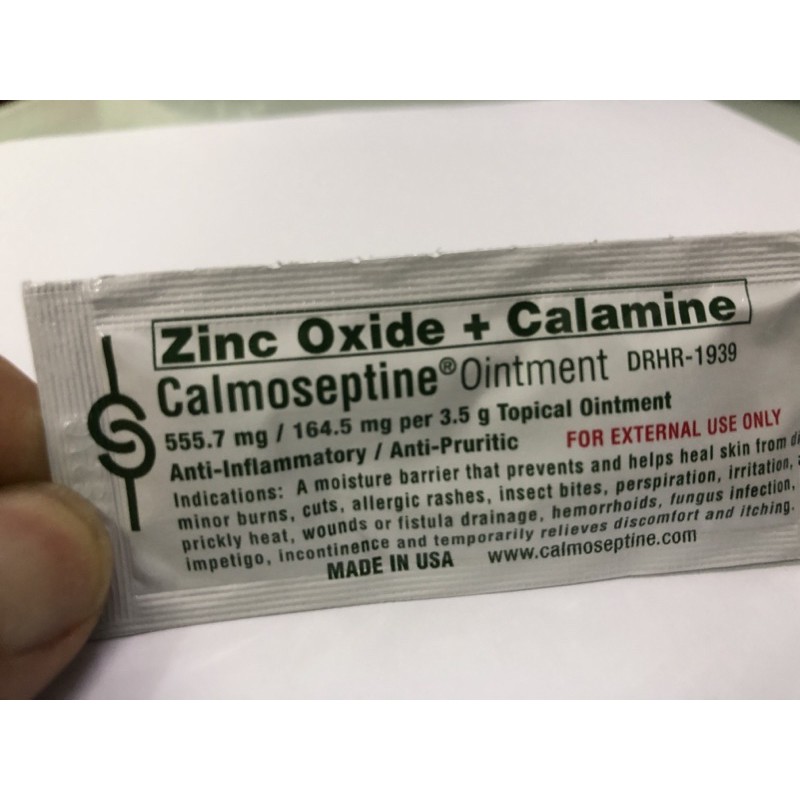 Zinc Oxide + Calamine
Calmoseptine® Ointment DRHR-1939
555.7 mg / 164.5 mg per 3.5 g Topical Ointment
Anti-Inflammatory / Anti-Pruritic FOR EXTERNAL USE ONLY
Indications: A moisture barrier that prevents and helps heal skin from
minor burns, cuts, allergic rashes, insect bites, perspiration, irritation,
prickly heat, wounds or fistula drainage, hemorrhoids, fungus infection,
impetigo, incontinence and temporarily relieves discomfort and itching.
MADE IN USA www.calmoseptine.com